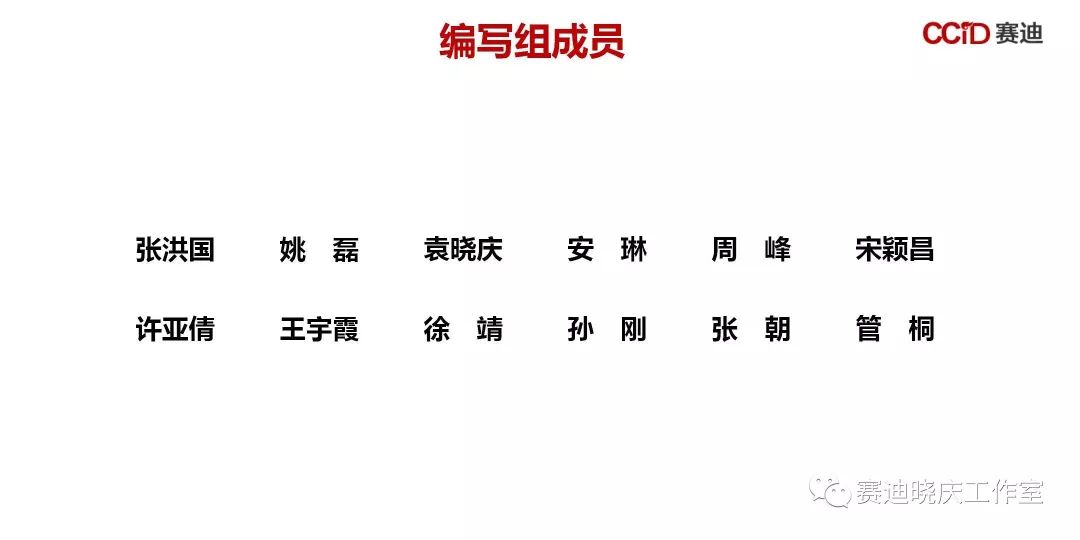 编写组成员
CCID 赛迪
张洪国 姚 磊 袁晓庆 安 琳 周 峰 宋颖昌
许亚倩 王宇霞 徐 靖 孙 刚 张 朝 管 桐
赛迪晓庆工作室